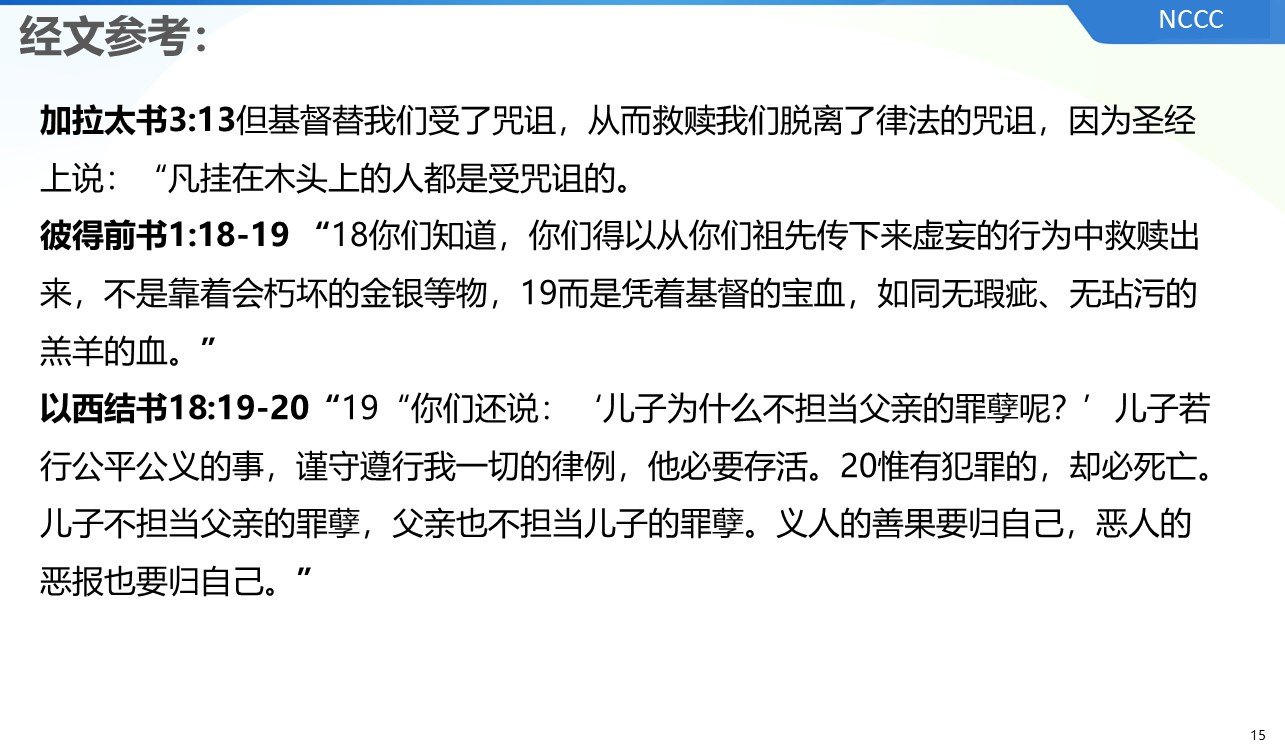 经文参考：
NCCC
加拉太书3:13但基督替我们受了咒诅，从而救赎我们脱离了律法的咒诅，因为圣经
上说：“凡挂在木头上的人都是受咒诅的。
彼得前书1:18-19 “18你们知道，你们得以从你们祖先传下来虚妄的行为中救赎出
来，不是靠着会朽坏的金银等物，19而是凭着基督的宝血，如同无瑕疵、无玷污的
羔羊的血。”
以西结书18:19-20“19“你们还说：‘儿子为什么不担当父亲的罪孽呢？’儿子若
行公平公义的事，谨守遵行我一切的律例，他必要存活。20惟有犯罪的，却必死亡。
儿子不担当父亲的罪孽，父亲也不担当儿子的罪孽。义人的善果要归自己，恶人的
恶报也要归自己。”
15